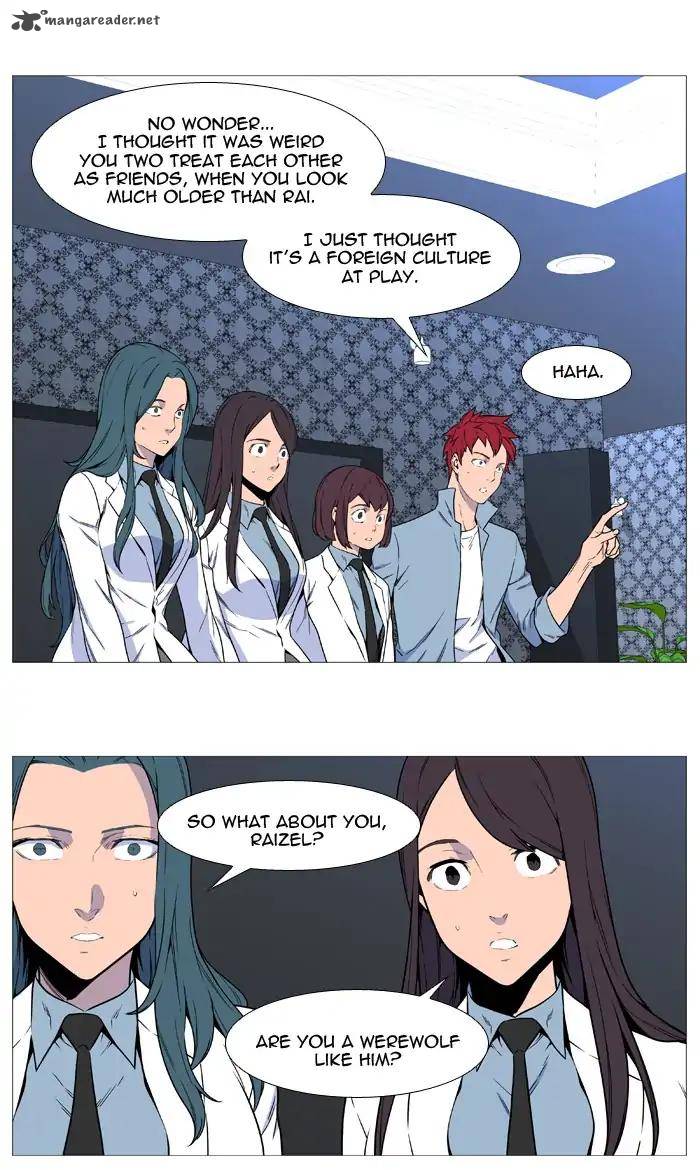 mangareader.net
NO WONDER...
I THOUGHT IT WAS WEIRD
YOU TWO TREAT EACH OTHER
AS FRIENDS, WHEN YOU LOOK
MUCH OLDER THAN RAI.
I JUST THOUGHT
IT'S A FOREIGN CULTURE
AT PLAY.
HAHA.
SO WHAT ABOUT YOU,
RAIZEL?
ARE YOU A WEREWOLF
LIKE HIM?